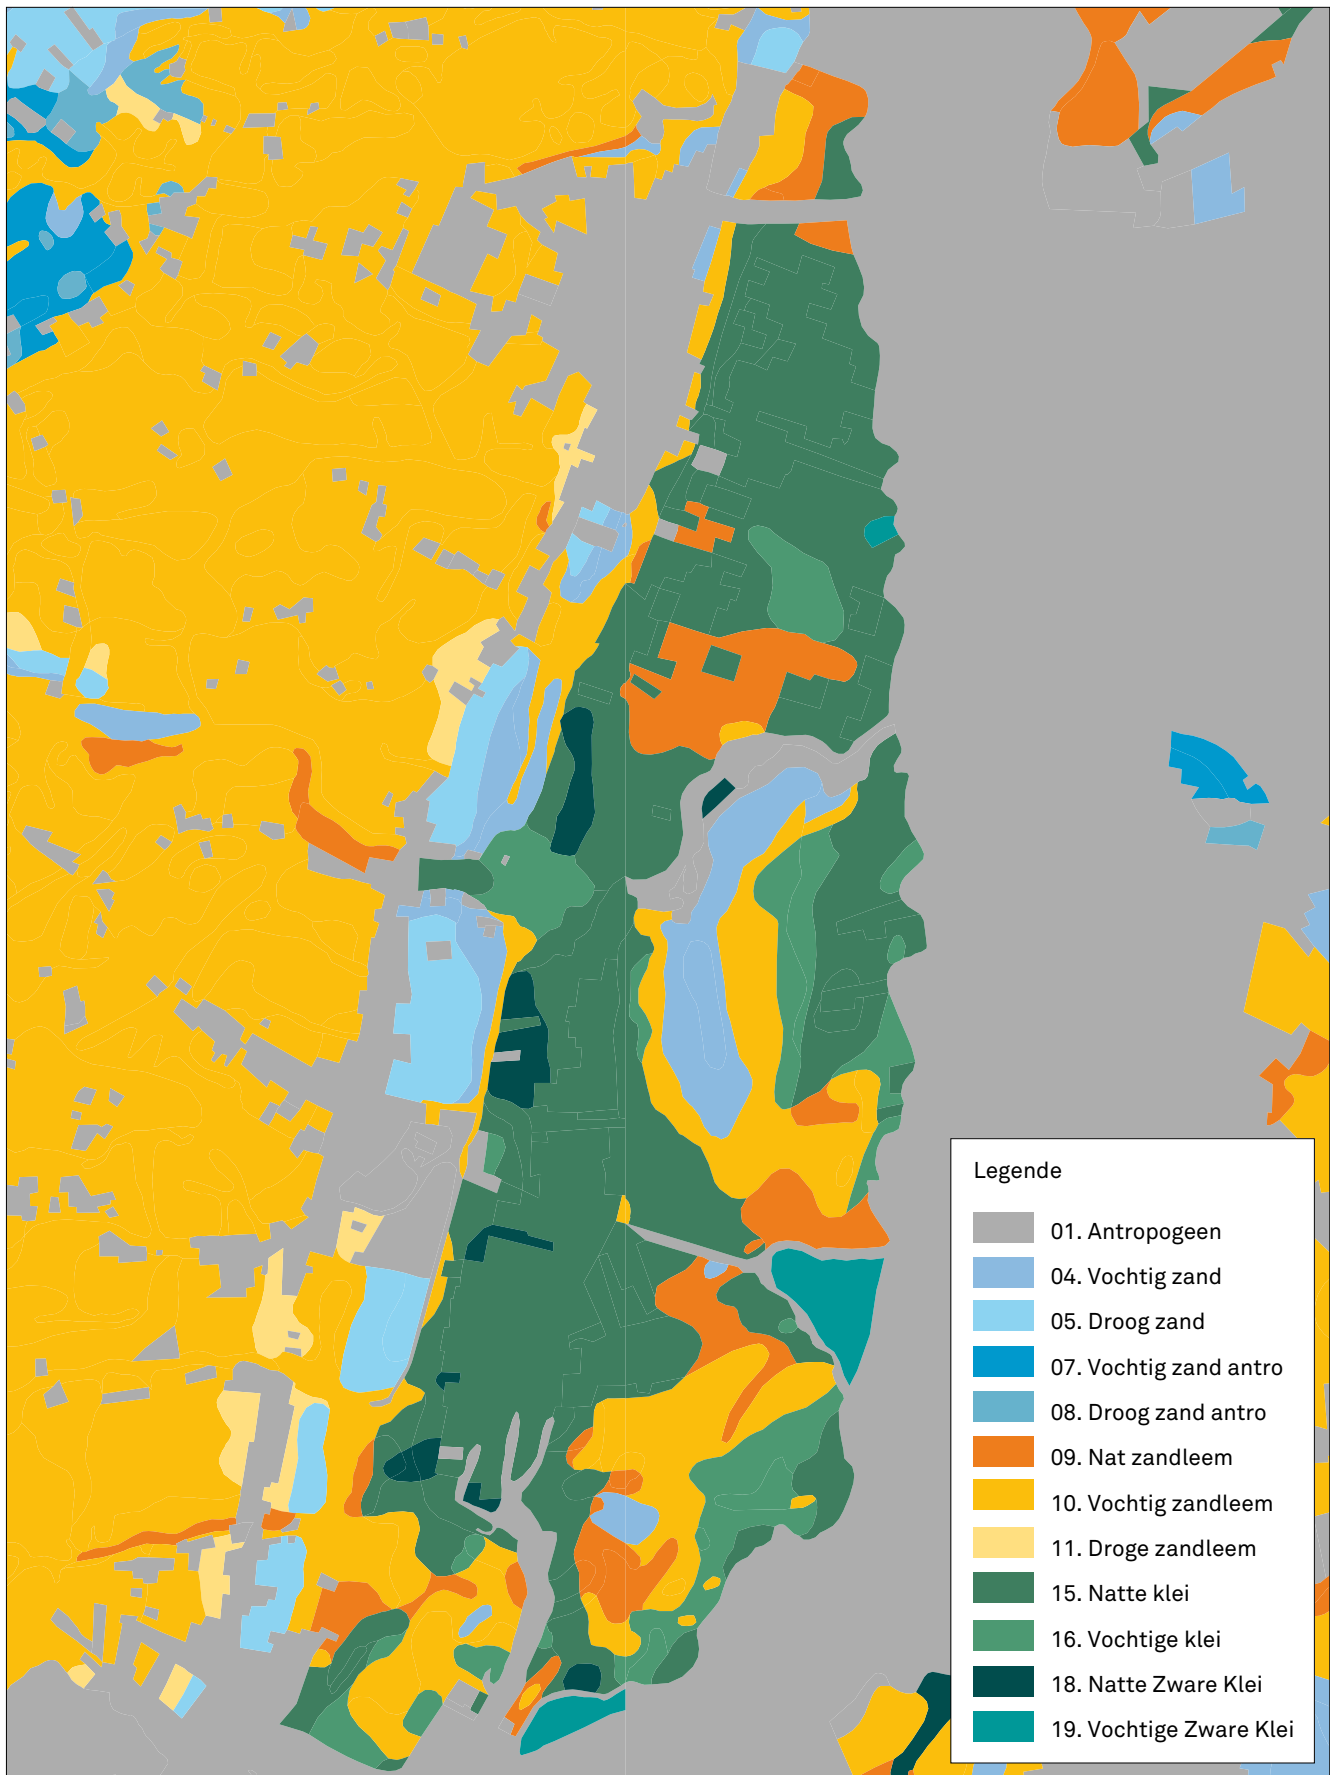 Legende
01. Antropogeen
04. Vochtig zand
05. Droog zand
07. Vochtig zand antro
08. Droog zand antro
09. Nat zandleem
10. Vochtig zandleem
11. Droge zandleem
15. Natte klei
16. Vochtige klei
18. Natte Zware Klei
19. Vochtige Zware Klei